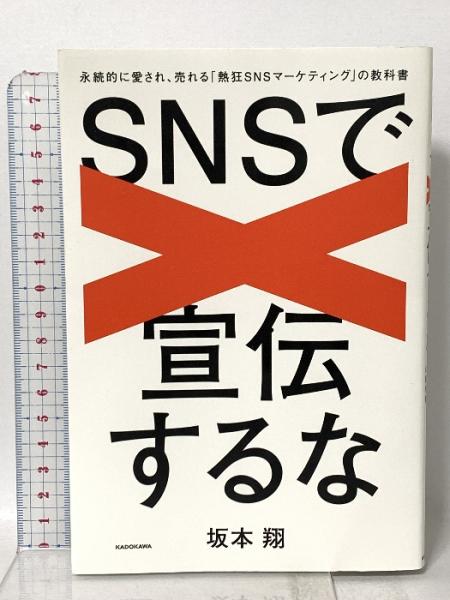 永続的に愛され、売れる「熱狂SNSマーケティング」の教科書
SNSで
宣伝
するな
坂本 翔
KADOKAWA